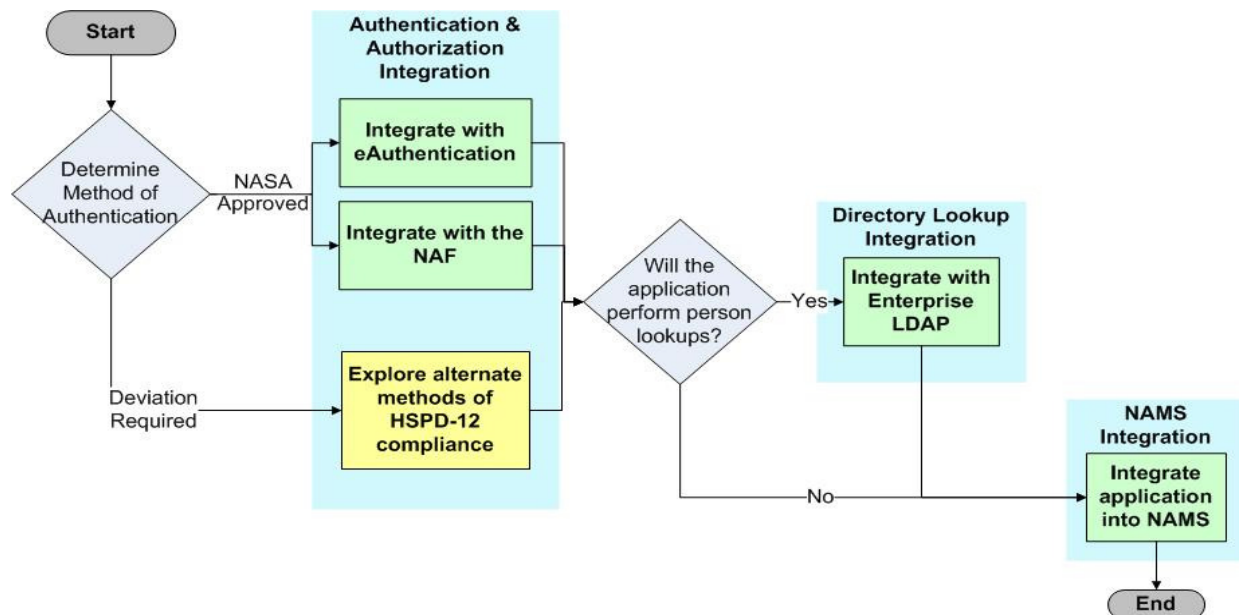 Start
Determine
Method of
Authentication
NASA
Approved
Deviation
Required
Authentication &
Authorization
Integration
Integrate with
eAuthentication
Integrate with the
NAF
Explore alternate
methods of
HSPD-12
compliance
Will the
application
perform person
lookups?
Yes
No
Directory Lookup
Integration
Integrate with
Enterprise
LDAP
NAMS
Integration
Integrate
application
into NAMS
End